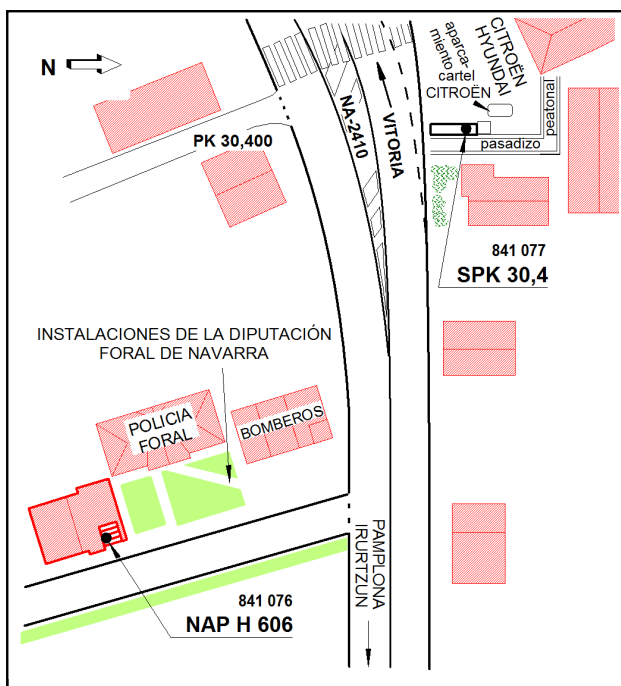 N
PK 30,400
NA-2410
VITORIA
CITROËN
HYUNDAI
aparca-
miento
cartel
CITROËN
peatonal
pasadizo
841 077
SPK 30,4
INSTALACIONES DE LA DIPUTACIÓN
FORAL DE NAVARRA
POLICIA
FORAL
BOMBEROS
PAMPLONA
IRURTZUN
841 076
NAP H 606